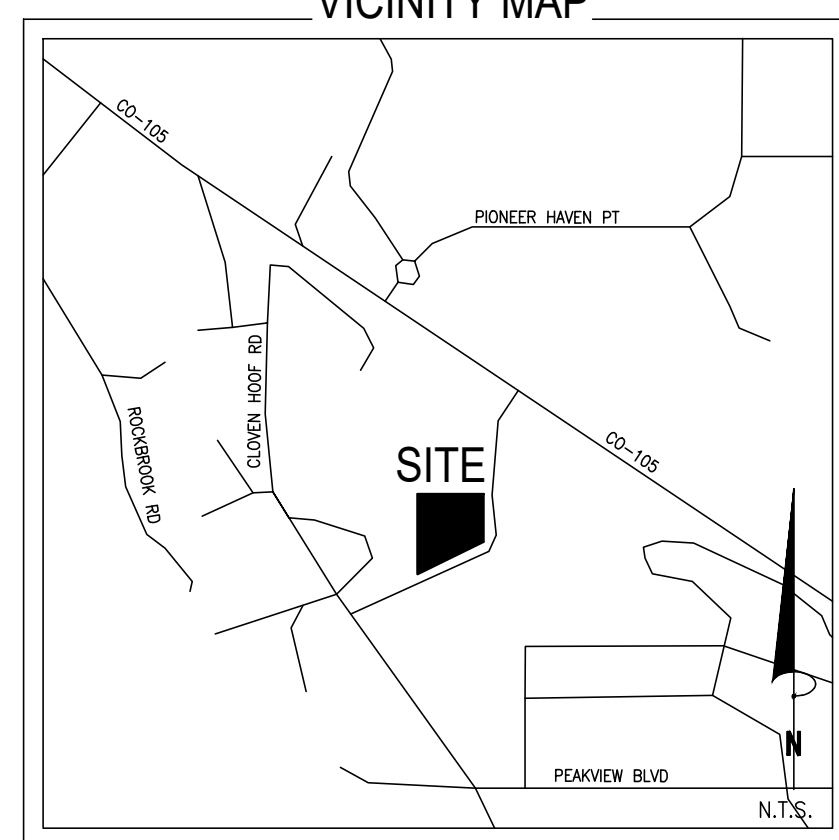 VICINITY MAP
CO-105
PIONEER HAVEN PT
CLOVEN HOOF RD
ROCKBROOK RD
CO-105
SITE
N
PEAKVIEW BLVD
N.T.S.